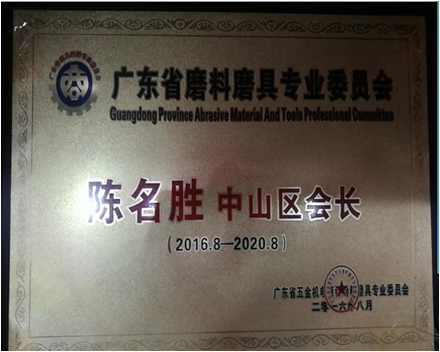 广东省磨料磨具专业委员会
Guangdong Province Abrasive Material And Tools Professional Committee
陈名胜 中山区会长
(2016.8—2020.8)
广东省五金机电 磨具专业委员会
二零一六年八月